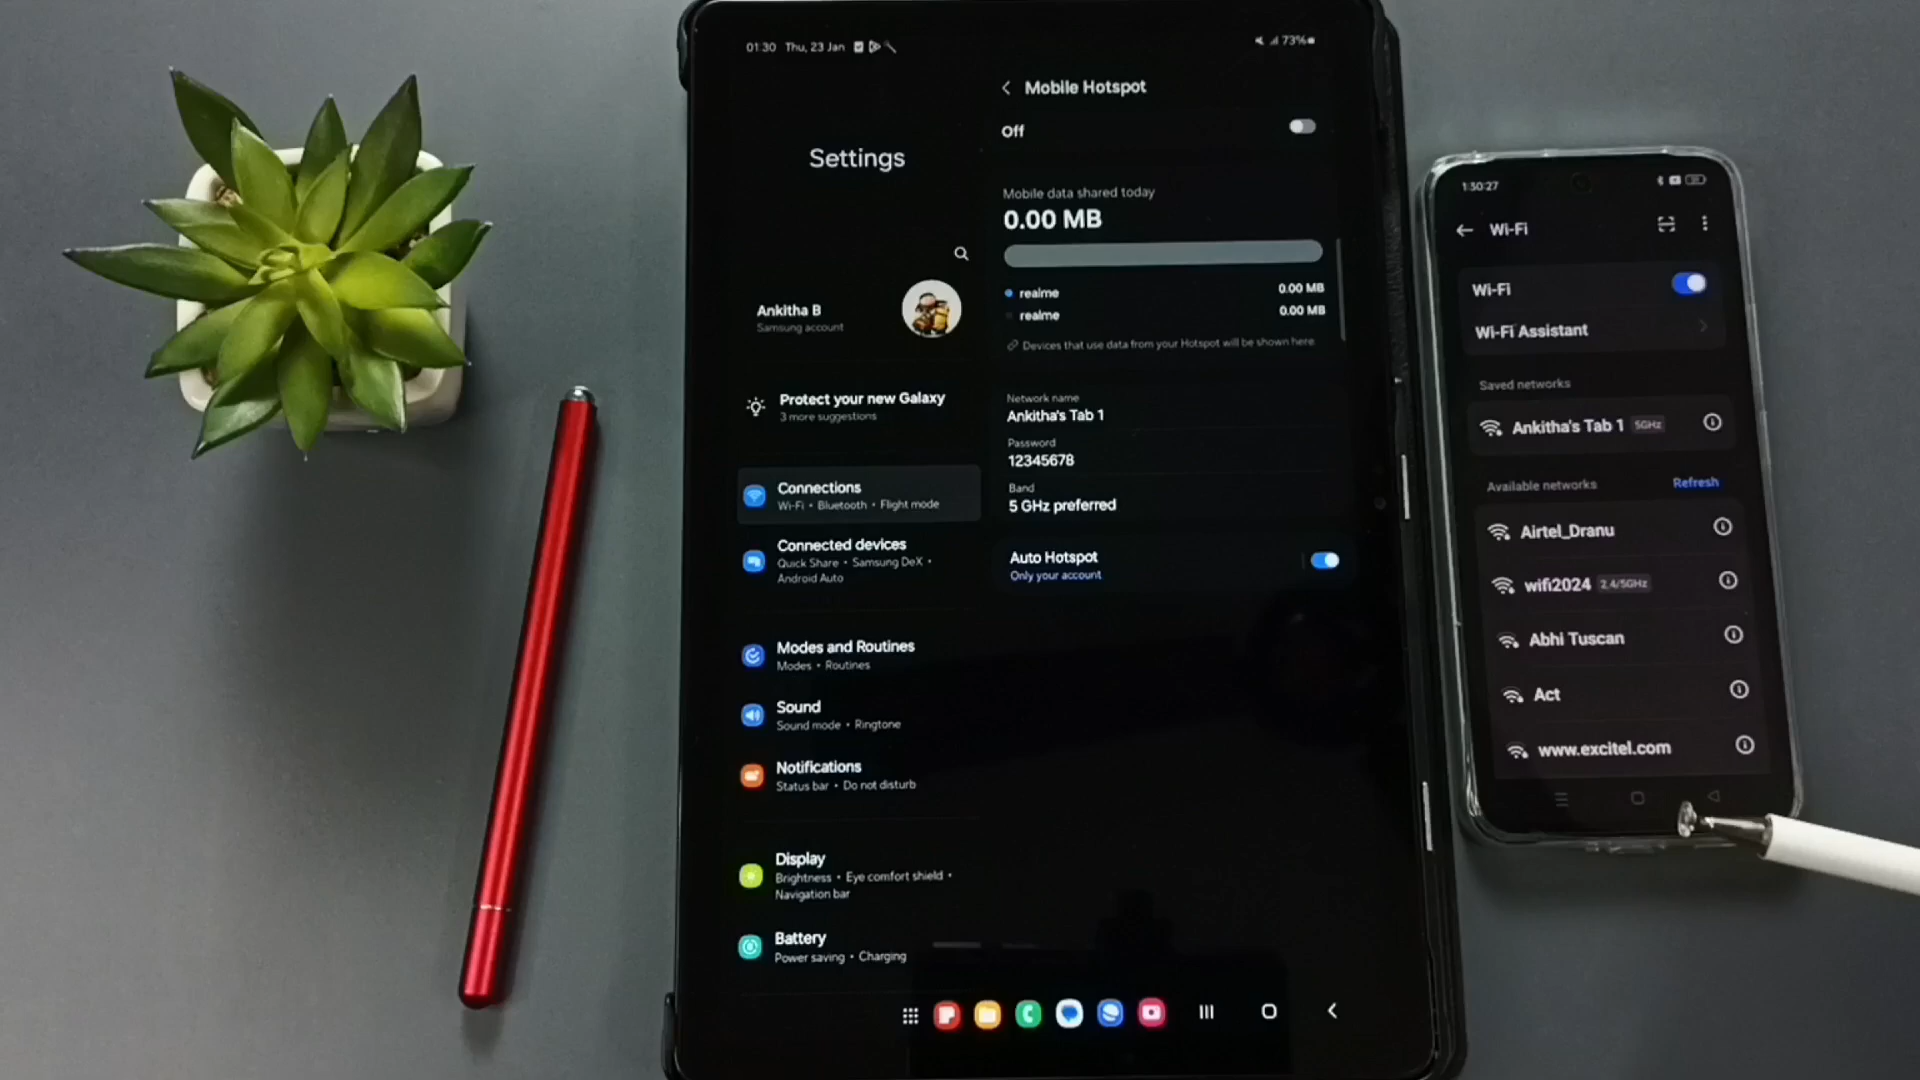 01:30 Thu, 23 Jan
73%
Settings
Ankitha B
Samsung account
Protect your new Galaxy
3 more suggestions
Connections
Wi-Fi • Bluetooth • Flight mode
Connected devices
Quick Share • Samsung DeX •
Android Auto
Modes and Routines
Modes • Routines
Sound
Sound mode • Ringtone
Notifications
Status bar • Do not disturb
Display
Brightness • Eye comfort shield •
Navigation bar
Battery
Power saving • Charging
Mobile Hotspot
Off
Mobile data shared today
0.00 MB
realme 0.00 MB
realme 0.00 MB
Devices that use data from your Hotspot will be shown here.
Network name
Ankitha's Tab 1
Password
12345678
Band
5 GHz preferred
Auto Hotspot
Only your account
1:30:27
Wi-Fi
Wi-Fi
Wi-Fi Assistant
Saved networks
Ankitha's Tab 1 5GHz
Available networks Refresh
Airtel_Dranu
wifi2024 2.4/5GHz
Abhi Tuscan
Act
www.excitel.com